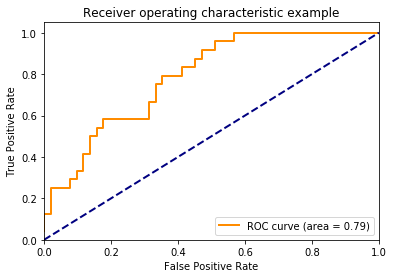 Receiver operating characteristic example
1.0
0.8
0.6
0.4
0.2
0.0
True Positive Rate
ROC curve (area = 0.79)
0.0 0.2 0.4 0.6 0.8 1.0
False Positive Rate